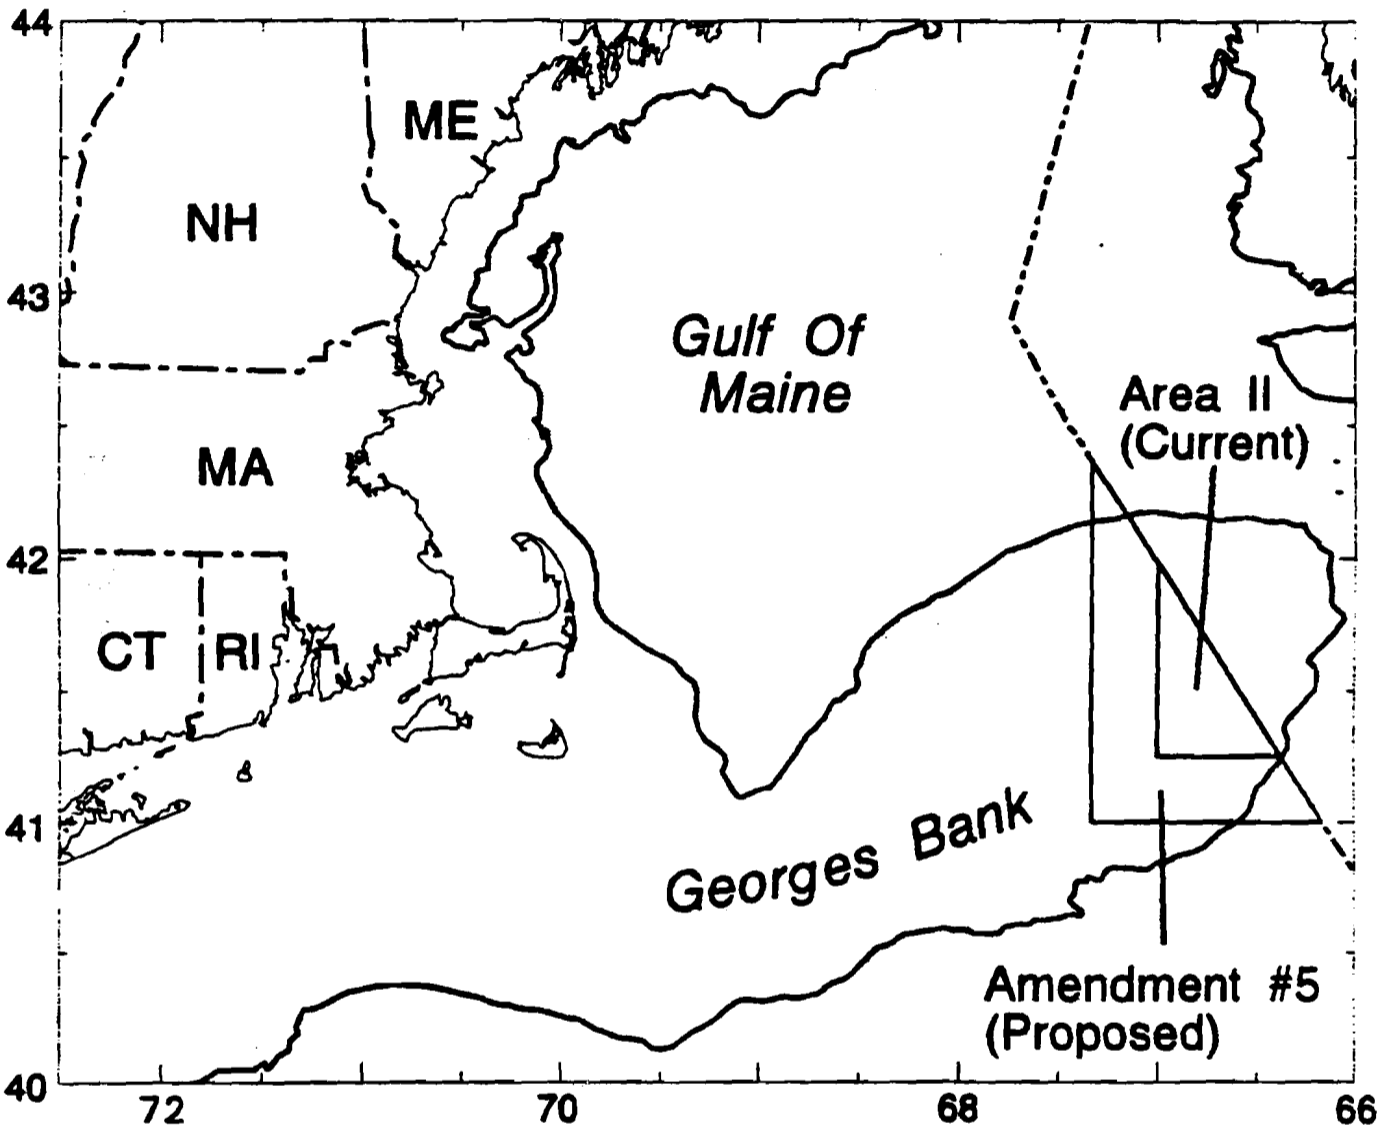 44
ME
NH
43
Gulf Of
Maine
Area II
(Current)
MA
42
CT
RI
41
Georges Bank
Amendment #5
(Proposed)
40
72
70
68
66